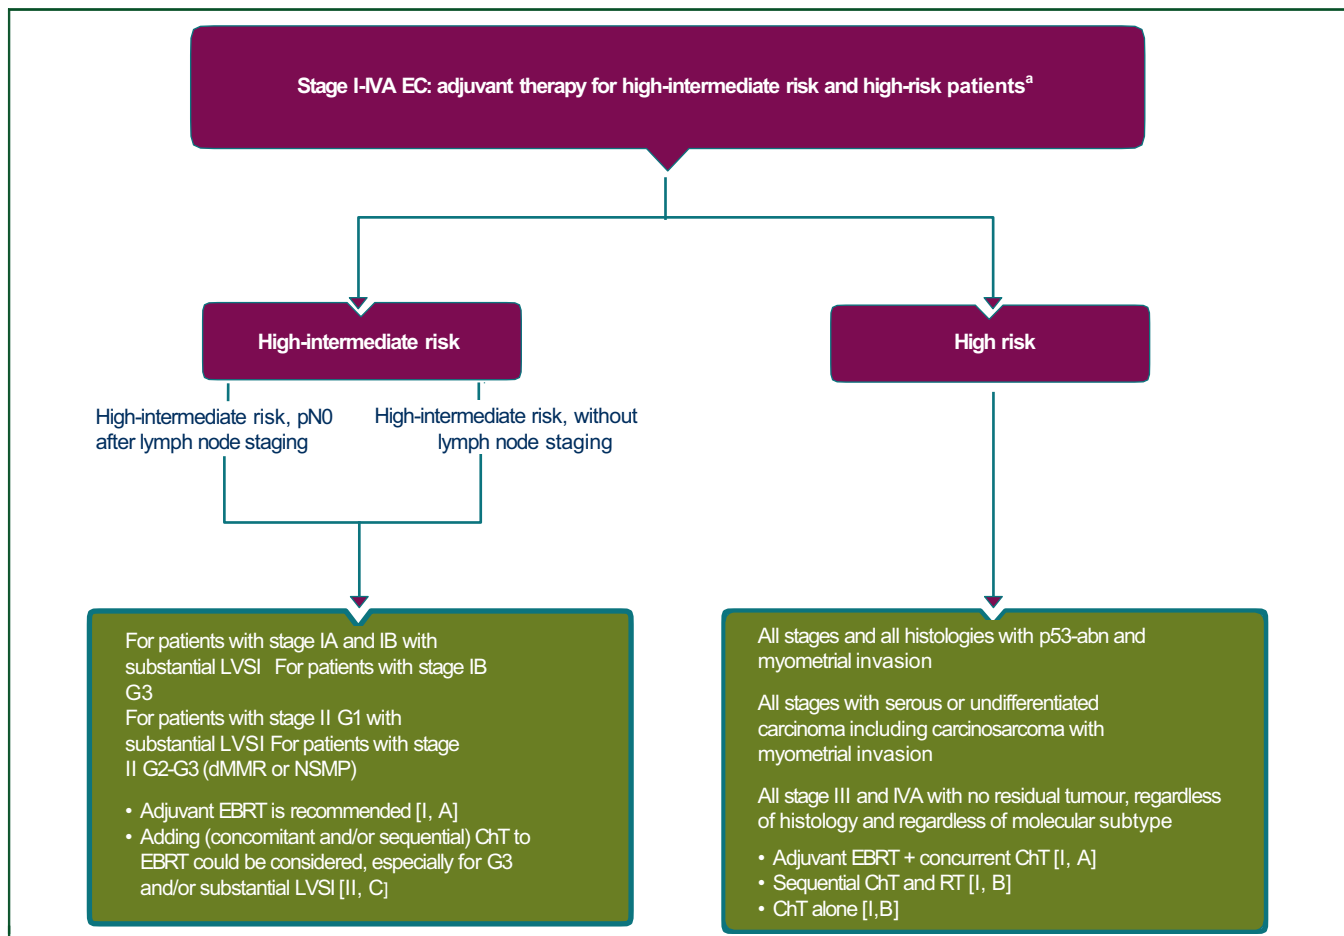 Stage I-IVA EC: adjuvant therapy for high-intermediate risk and high-risk patientsᵃ
High-intermediate risk
High risk
High-intermediate risk, pN0
after lymph node staging
High-intermediate risk, without
lymph node staging
For patients with stage IA and IB with
substantial LVSI For patients with stage IB
G3
For patients with stage II G1 with
substantial LVSI For patients with stage
II G2-G3 (dMMR or NSMP)
• Adjuvant EBRT is recommended [I, A]
• Adding (concomitant and/or sequential) ChT to
EBRT could be considered, especially for G3
and/or substantial LVSI [II, C]
All stages and all histologies with p53-abn and
myometrial invasion
All stages with serous or undifferentiated
carcinoma including carcinosarcoma with
myometrial invasion
All stage III and IVA with no residual tumour, regardless
of histology and regardless of molecular subtype
• Adjuvant EBRT + concurrent ChT [I, A]
• Sequential ChT and RT [I, B]
• ChT alone [I,B]